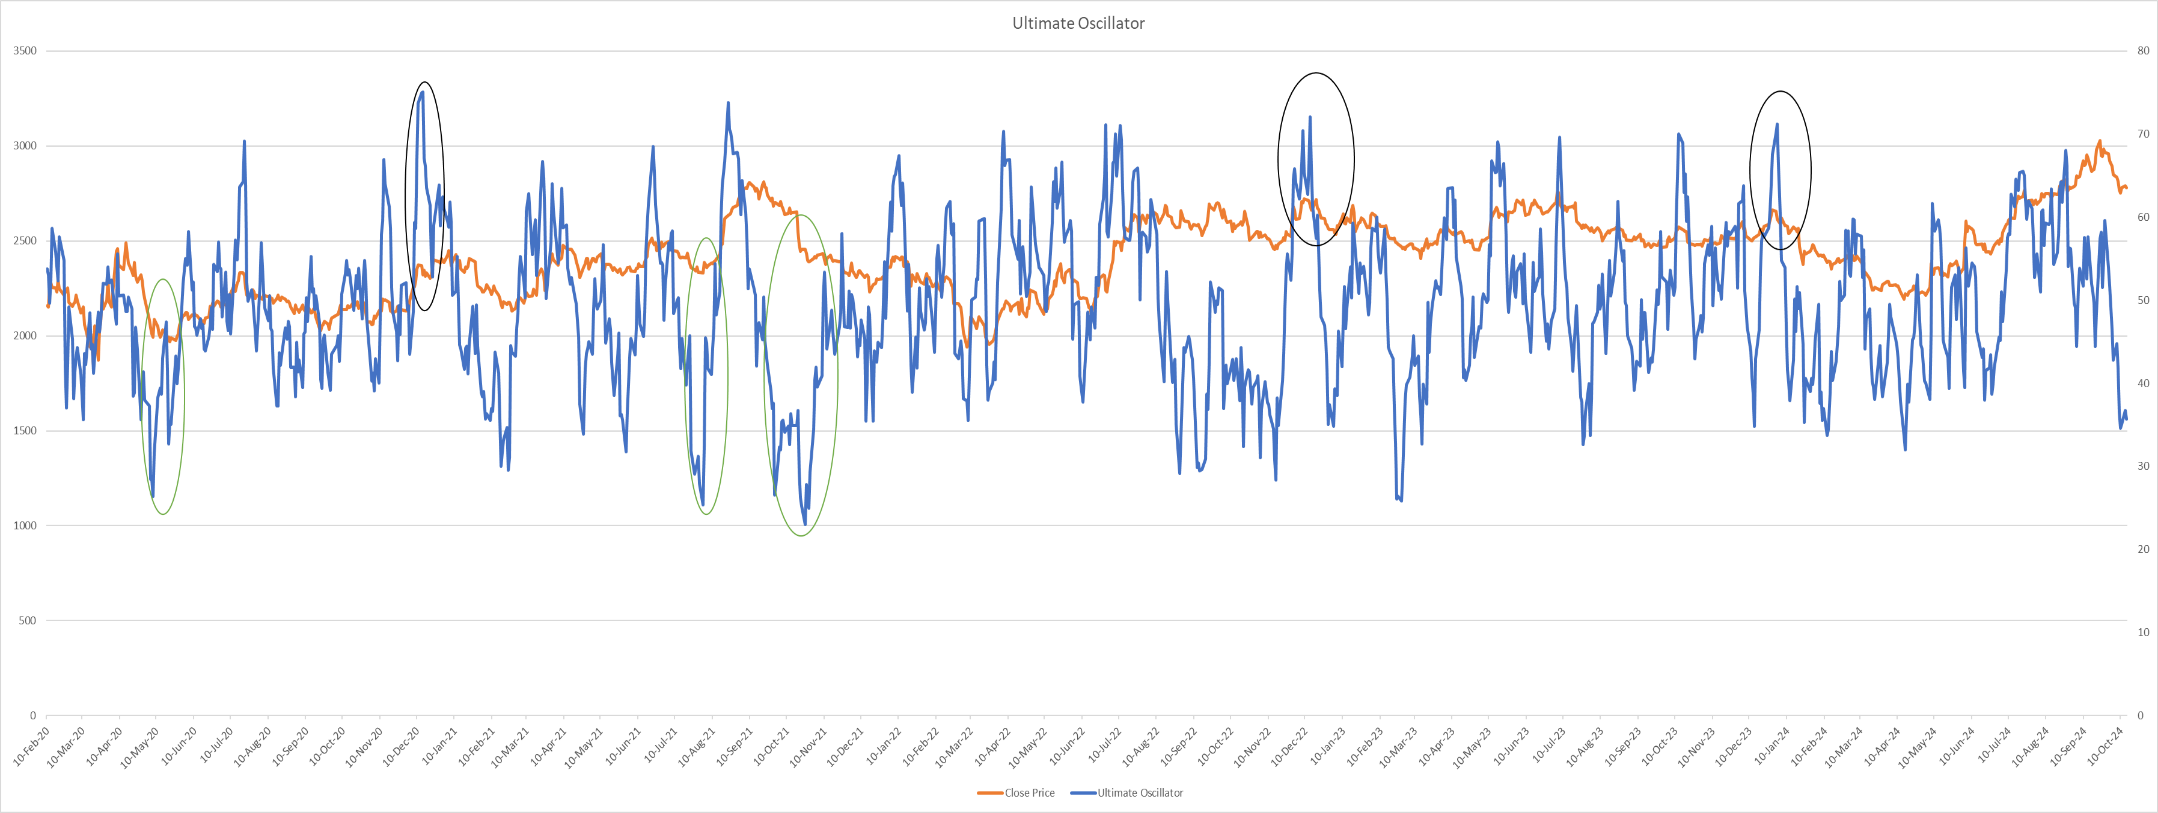 Ultimate Oscillator
3500
3000
2500
2000
1500
1000
500
0
80
70
60
50
40
30
20
10
0
10-Feb-20
10-Mar-20
10-Apr-20
10-May-20
10-Jun-20
10-Jul-20
10-Aug-20
10-Sep-20
10-Oct-20
10-Nov-20
10-Dec-20
10-Jan-21
10-Feb-21
10-Mar-21
10-Apr-21
10-May-21
10-Jun-21
10-Jul-21
10-Aug-21
10-Sep-21
10-Oct-21
10-Nov-21
10-Dec-21
10-Jan-22
10-Feb-22
10-Mar-22
10-Apr-22
10-May-22
10-Jun-22
10-Jul-22
10-Aug-22
10-Sep-22
10-Oct-22
10-Nov-22
10-Dec-22
10-Jan-23
10-Feb-23
10-Mar-23
10-Apr-23
10-May-23
10-Jun-23
10-Jul-23
10-Aug-23
10-Sep-23
10-Oct-23
10-Nov-23
10-Dec-23
10-Jan-24
10-Feb-24
10-Mar-24
10-Apr-24
10-May-24
10-Jun-24
10-Jul-24
10-Aug-24
10-Sep-24
10-Oct-24
Close Price
Ultimate Oscillator